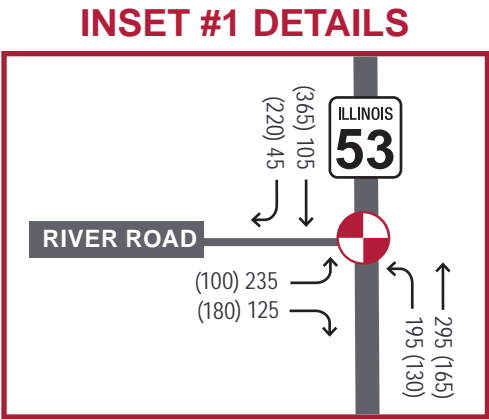 INSET #1 DETAILS
ILLINOIS
53
(365) 105
(220) 45
RIVER ROAD
(100) 235
(180) 125
295 (165)
195 (130)